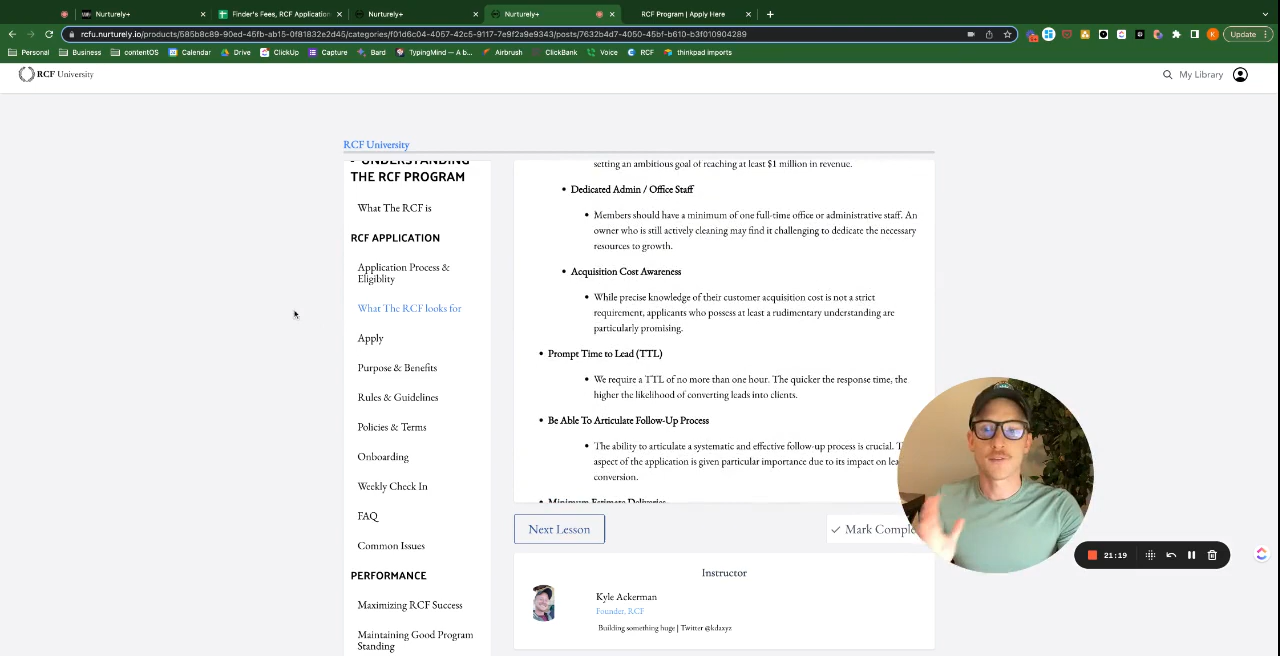 Nurturely+
Finder's Fees, RCF Application
Nurturely+
Nurturely+
RCF Program | Apply Here
rcfu.nurturely.io/products/585b8c89-90ed-45fb-ab15-0f81832e2d45/categories/f01d6c04-4057-42c5-9117-7e9f2a9e9343/posts/7632b4d7-4050-45bf-b610-b3f010904289
K
Update
Personal
Business
contentOS
Calendar
Drive
ClickUp
Capture
Bard
TypingMind — A b...
Airbrush
ClickBank
Voice
RCF
thinkpad imports
RCF University
My Library
RCF University
UNDERSTANDING
THE RCF PROGRAM
What The RCF is
RCF APPLICATION
Application Process &
Eligiblity
What The RCF looks for
Apply
Purpose & Benefits
Rules & Guidelines
Policies & Terms
Onboarding
Weekly Check In
FAQ
Common Issues
PERFORMANCE
Maximizing RCF Success
Maintaining Good Program
Standing
setting an ambitious goal of reaching at least $1 million in revenue.
• Dedicated Admin / Office Staff
• Members should have a minimum of one full-time office or administrative staff. An
owner who is still actively cleaning may find it challenging to dedicate the necessary
resources to growth.
• Acquisition Cost Awareness
• While precise knowledge of their customer acquisition cost is not a strict
requirement, applicants who possess at least a rudimentary understanding are
particularly promising.
• Prompt Time to Lead (TTL)
• We require a TTL of no more than one hour. The quicker the response time, the
higher the likelihood of converting leads into clients.
• Be Able To Articulate Follow-Up Process
• The ability to articulate a systematic and effective follow-up process is crucial.
aspect of the application is given particular importance due to its impact on
conversion.
• Minimum Estimate Deliveries
Next Lesson
✓ Mark Comple
Instructor
Kyle Ackerman
Founder, RCF
Building something huge | Twitter @kdaxyz
21:19